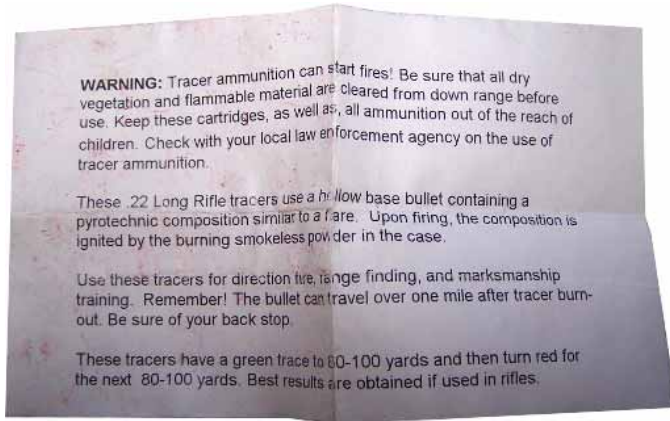 WARNING: Tracer ammunition can start fires! Be sure that all dry
vegetation and flammable material are cleared from down range before
use. Keep these cartridges, as well as, all ammunition out of the reach of
children. Check with your local law enforcement agency on the use of
tracer ammunition.
These .22 Long Rifle tracers use a hollow base bullet containing a
pyrotechnic composition similar to a flare. Upon firing, the composition is
ignited by the burning smokeless powder in the case.
Use these tracers for direction fire, range finding, and marksmanship
training. Remember! The bullet can travel over one mile after tracer burn-
out. Be sure of your back stop.
These tracers have a green trace to 80-100 yards and then turn red for
the next 80-100 yards. Best results are obtained if used in rifles.